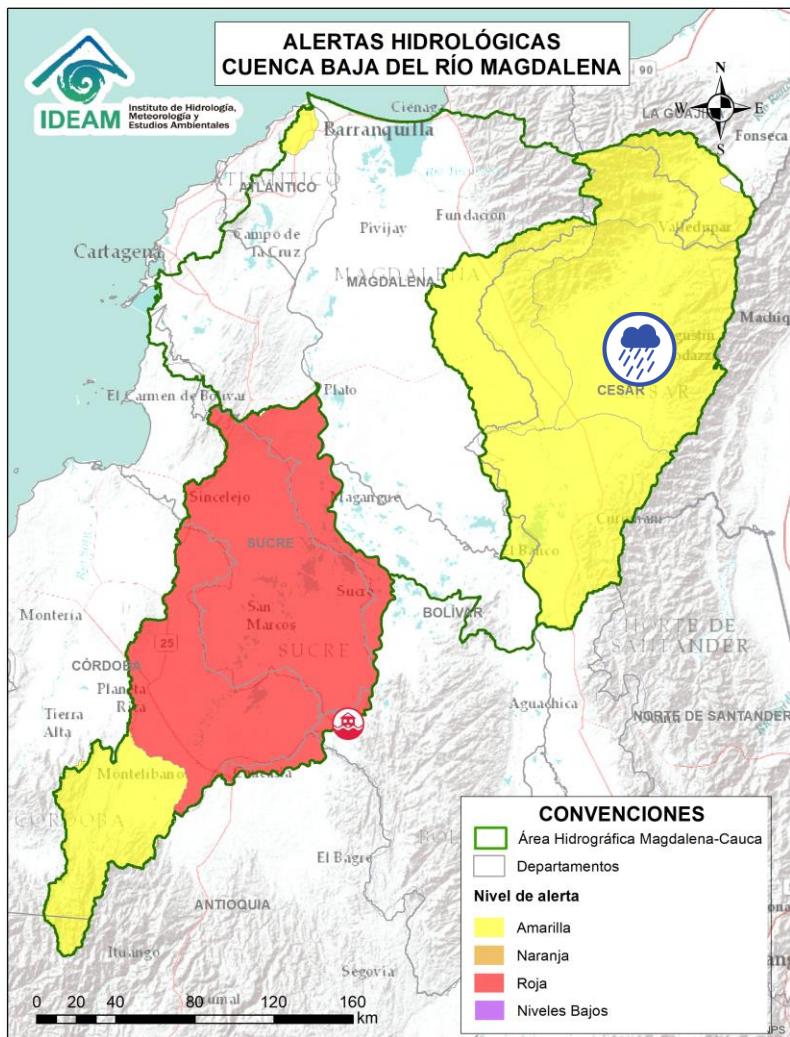 ALERTAS HIDROLÓGICAS
CUENCA BAJA DEL RÍO MAGDALENA
IDEAM
Instituto de Hidrología,
Meteorología y
Estudios Ambientales
N
W
E
S
90
Ciénaga
LA GUAJIRA
Fonseca
Barranquilla
ATLÁNTICO
ATLANTICO
Fundación
Pivijay
Valledupar
Campo de
la Cruz
Cartagena
MAGDALENA
MAGDALENA
Machiq
CESAR
El Carmen de Bolívar
Plato
Sincelejo
Magangué
SUCRE
El Banco
Sucre
San
Marcos
BOLÍVAR
Montería
SUCRE
NORTE DE
SANTANDER
25
CÓRDOBA
Planeta
Rica
Aguachica
Tierra
Alta
NORTE DE SANTANDER
Montelíbano
CÓRDOBA
El Bagre
ANTIOQUIA
Ituango
Segovia
CONVENCIONES
Área Hidrográfica Magdalena-Cauca
Departamentos
Nivel de alerta
Amarilla
Naranja
Roja
Niveles Bajos
0 20 40 80 120 160
km